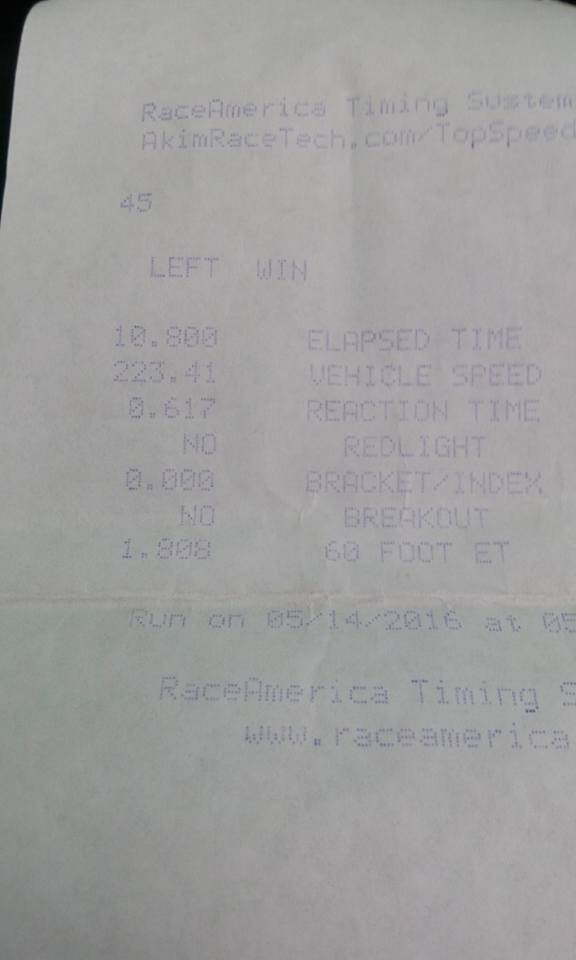 RaceAmerica Timing System
AkimRaceTech.com/TopSpeed
45
LEFT WIN
10.800 ELAPSED TIME
223.41 VEHICLE SPEED
0.617 REACTION TIME
NO REDLIGHT
0.000 BRACKET/INDEX
NO BREAKOUT
1.808 60 FOOT ET
Run on 05/14/2016 at 05
RaceAmerica Timing S
www.raceamerica